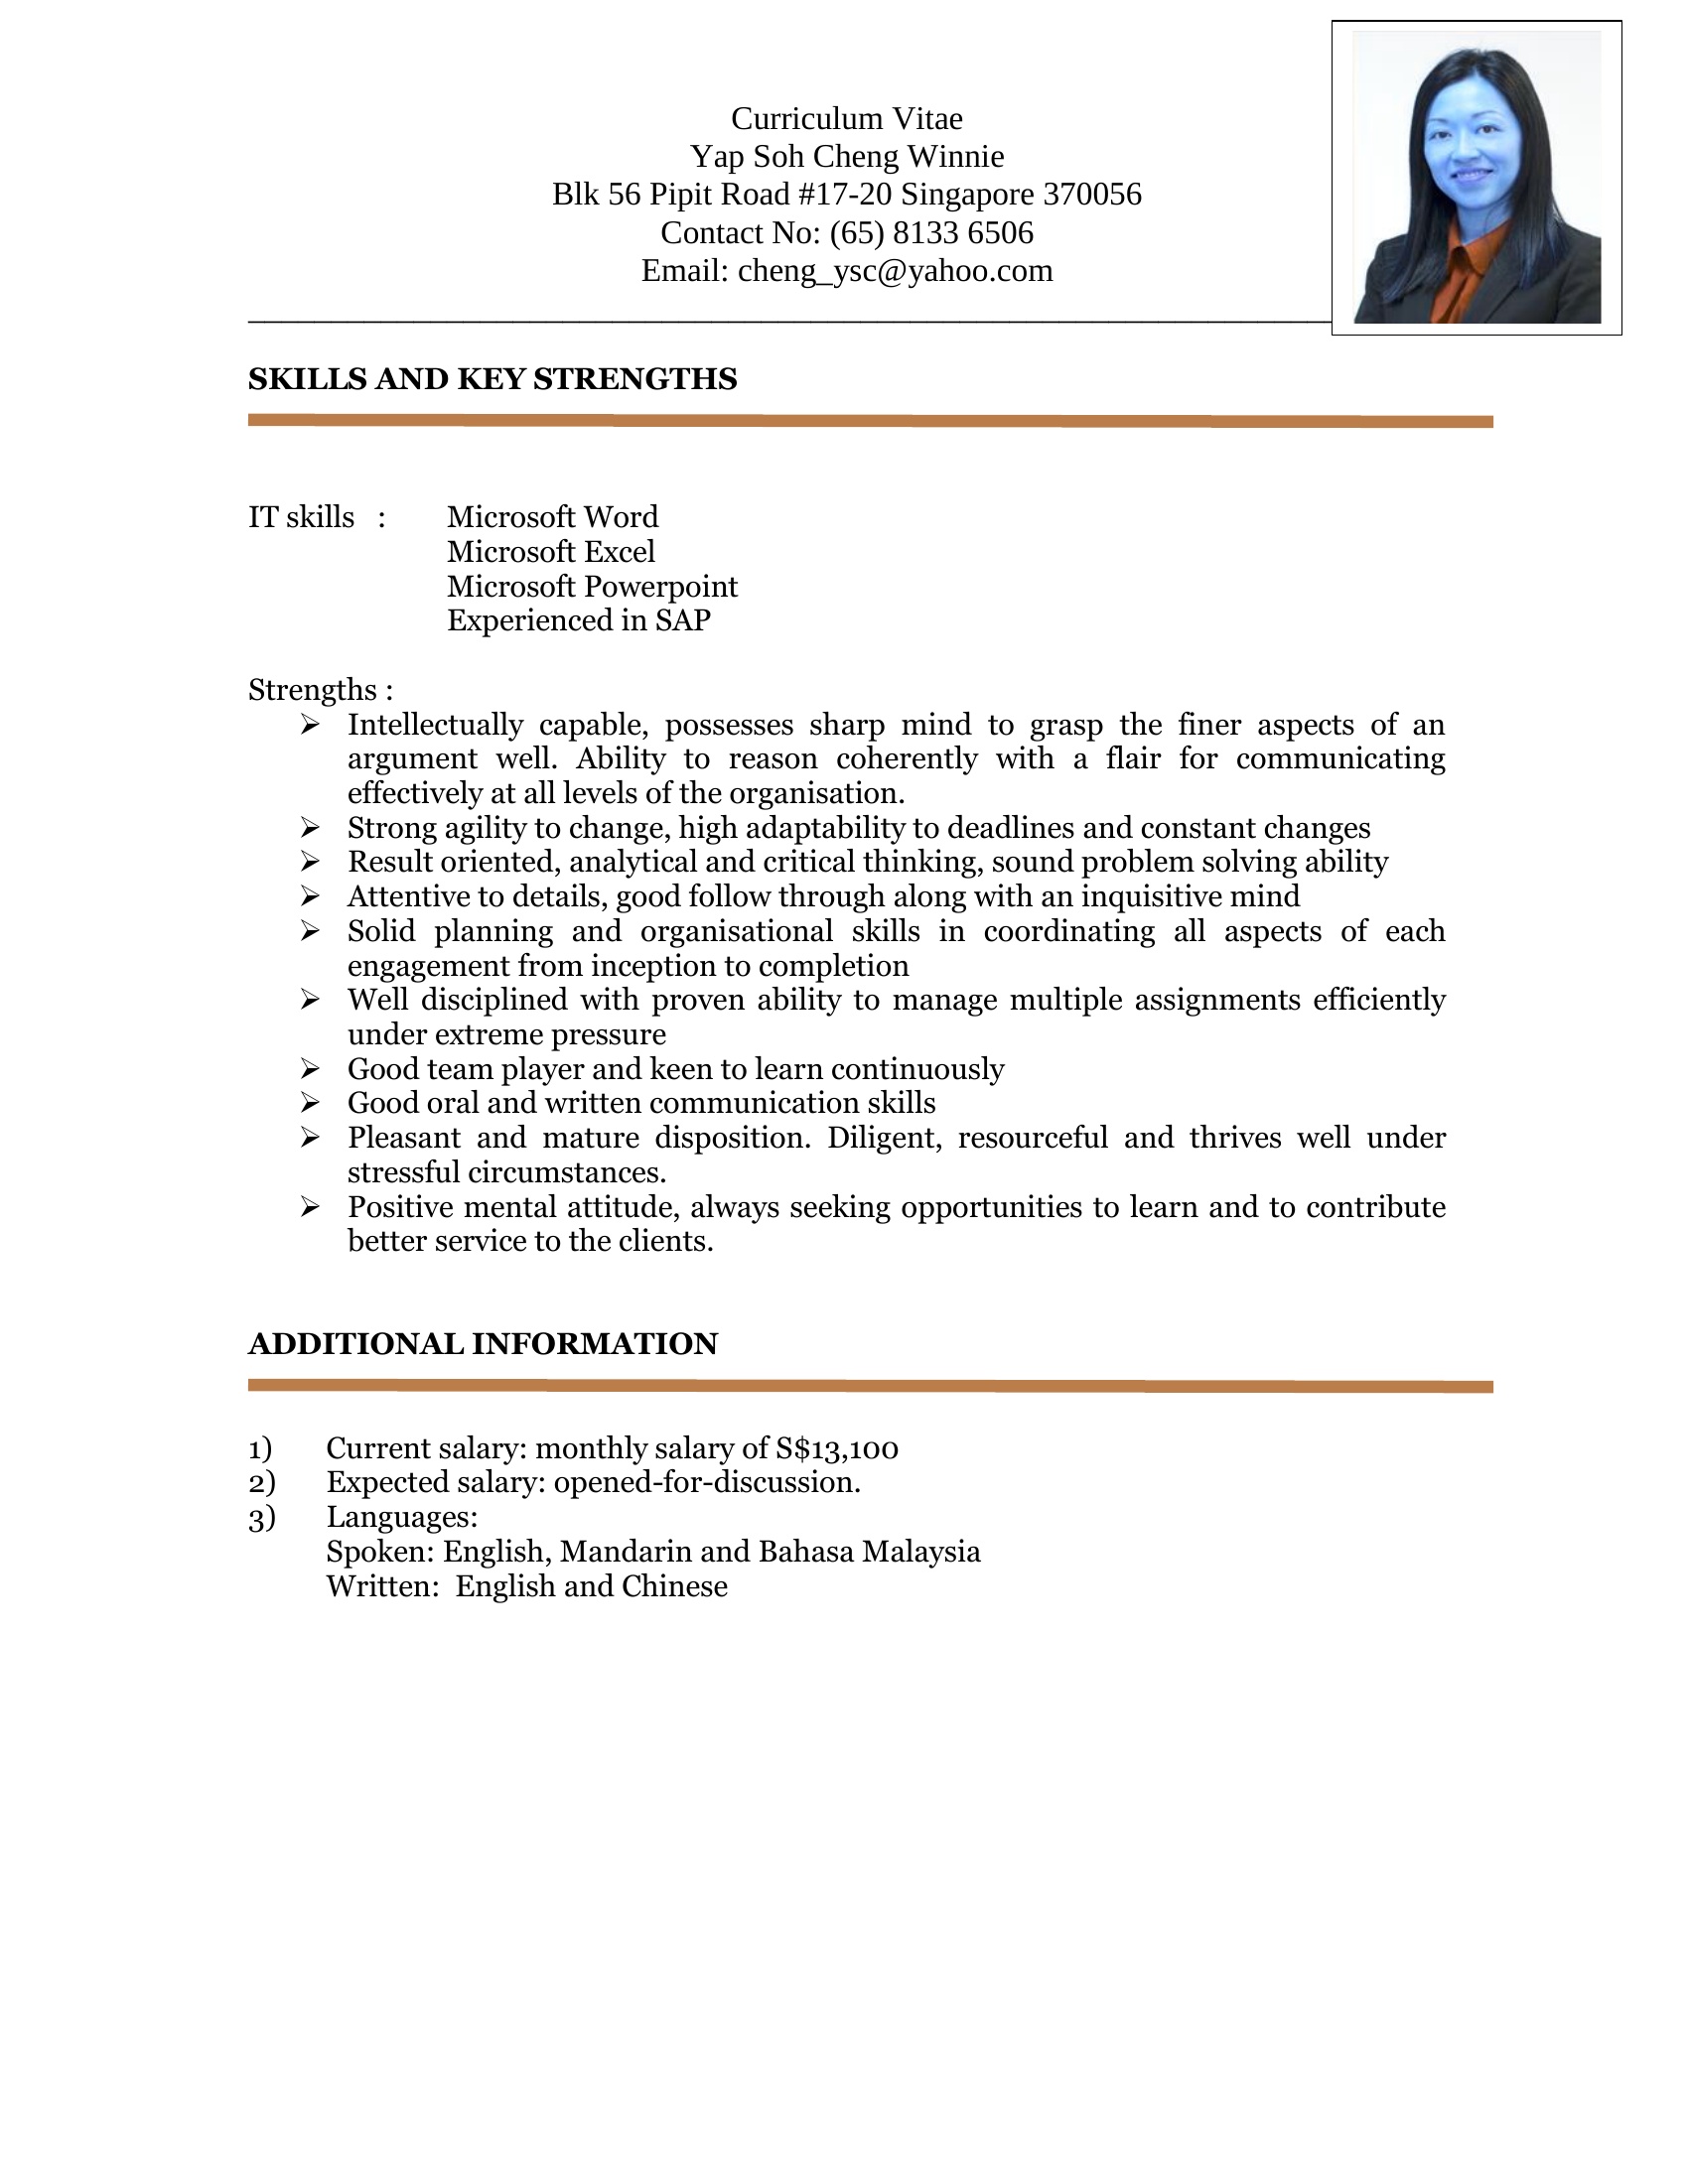 Curriculum Vitae
Yap Soh Cheng Winnie
Blk 56 Pipit Road #17-20 Singapore 370056
Contact No: (65) 8133 6506
Email: cheng_ysc@yahoo.com
SKILLS AND KEY STRENGTHS
IT skills : Microsoft Word
Microsoft Excel
Microsoft Powerpoint
Experienced in SAP
Strengths :
➢ Intellectually capable, possesses sharp mind to grasp the finer aspects of an
argument well. Ability to reason coherently with a flair for communicating
effectively at all levels of the organisation.
➢ Strong agility to change, high adaptability to deadlines and constant changes
➢ Result oriented, analytical and critical thinking, sound problem solving ability
➢ Attentive to details, good follow through along with an inquisitive mind
➢ Solid planning and organisational skills in coordinating all aspects of each
engagement from inception to completion
➢ Well disciplined with proven ability to manage multiple assignments efficiently
under extreme pressure
➢ Good team player and keen to learn continuously
➢ Good oral and written communication skills
➢ Pleasant and mature disposition. Diligent, resourceful and thrives well under
stressful circumstances.
➢ Positive mental attitude, always seeking opportunities to learn and to contribute
better service to the clients.
ADDITIONAL INFORMATION
1) Current salary: monthly salary of S$13,100
2) Expected salary: opened-for-discussion.
3) Languages:
Spoken: English, Mandarin and Bahasa Malaysia
Written: English and Chinese